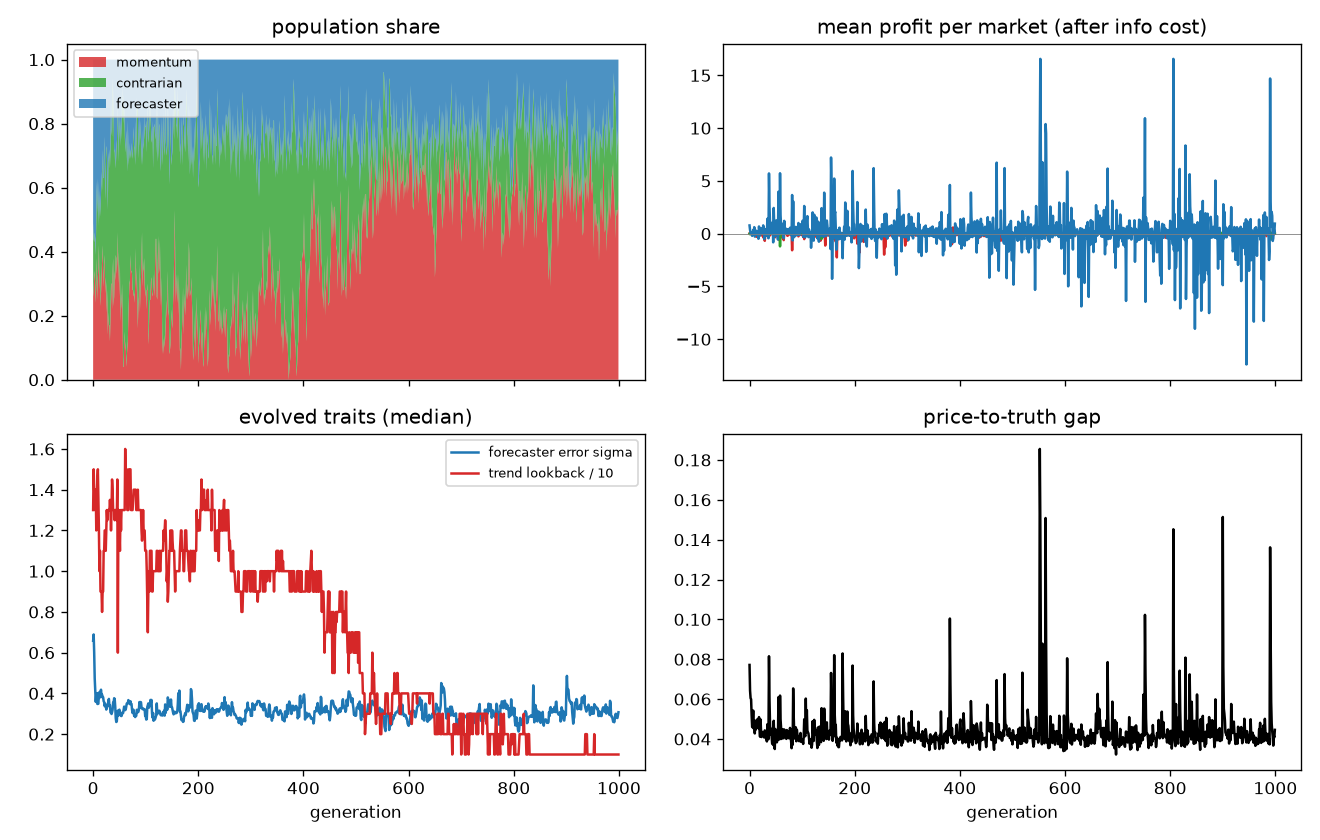 population share
momentum
contrarian
forecaster
1.0
0.8
0.6
0.4
0.2
0.0
mean profit per market (after info cost)
15
10
5
0
−5
−10
evolved traits (median)
forecaster error sigma
trend lookback / 10
1.6
1.4
1.2
1.0
0.8
0.6
0.4
0.2
0 200 400 600 800 1000
generation
price-to-truth gap
0.18
0.16
0.14
0.12
0.10
0.08
0.06
0.04
0 200 400 600 800 1000
generation